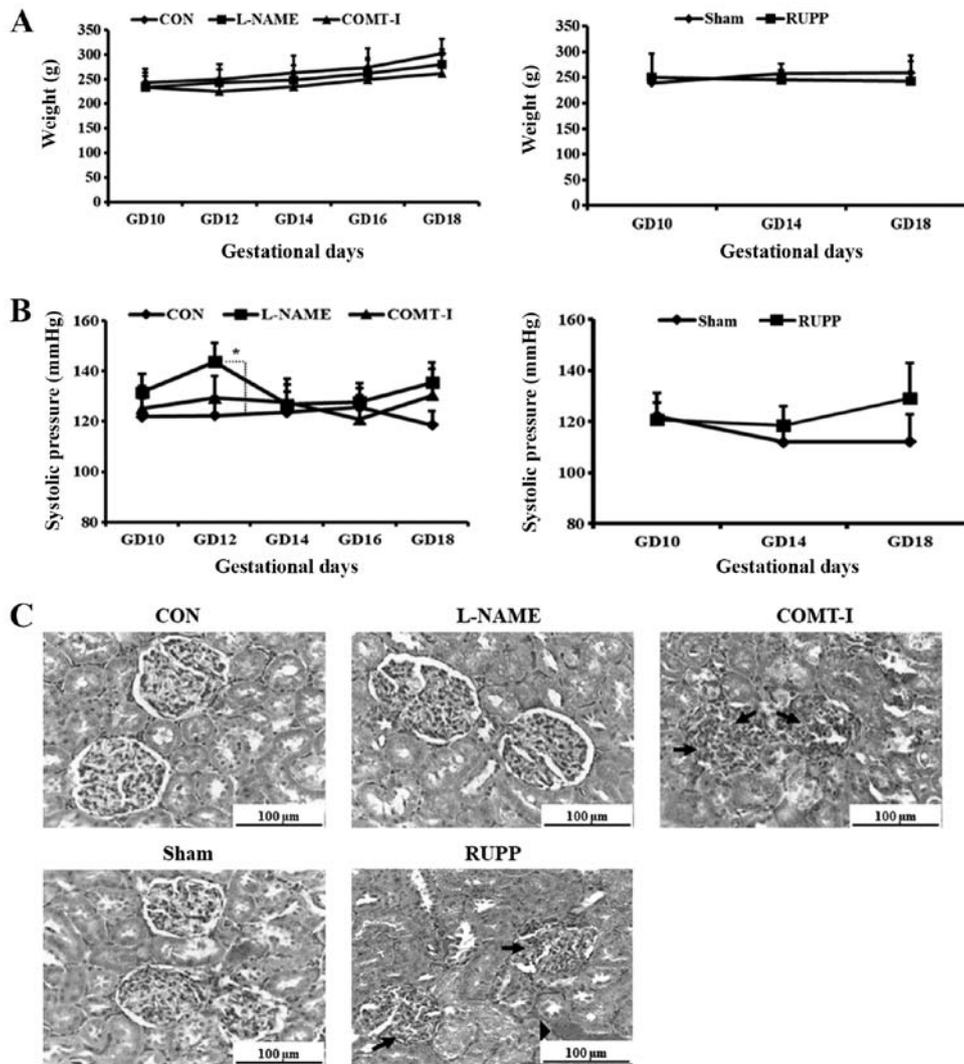 A
CON L-NAME COMT-I
Weight (g)
350
300
250
200
150
100
50
0
GD10 GD12 GD14 GD16 GD18
Gestational days
Sham RUPP
Weight (g)
350
300
250
200
150
100
50
0
GD10 GD14 GD18
Gestational days
B
CON L-NAME COMT-I
Systolic pressure (mmHg)
160
140
120
100
80
*
GD10 GD12 GD14 GD16 GD18
Gestational days
Sham RUPP
Systolic pressure (mmHg)
160
140
120
100
80
GD10 GD14 GD18
Gestational days
C
CON L-NAME COMT-I
100 µm 100 µm 100 µm
Sham RUPP
100 µm 100 µm